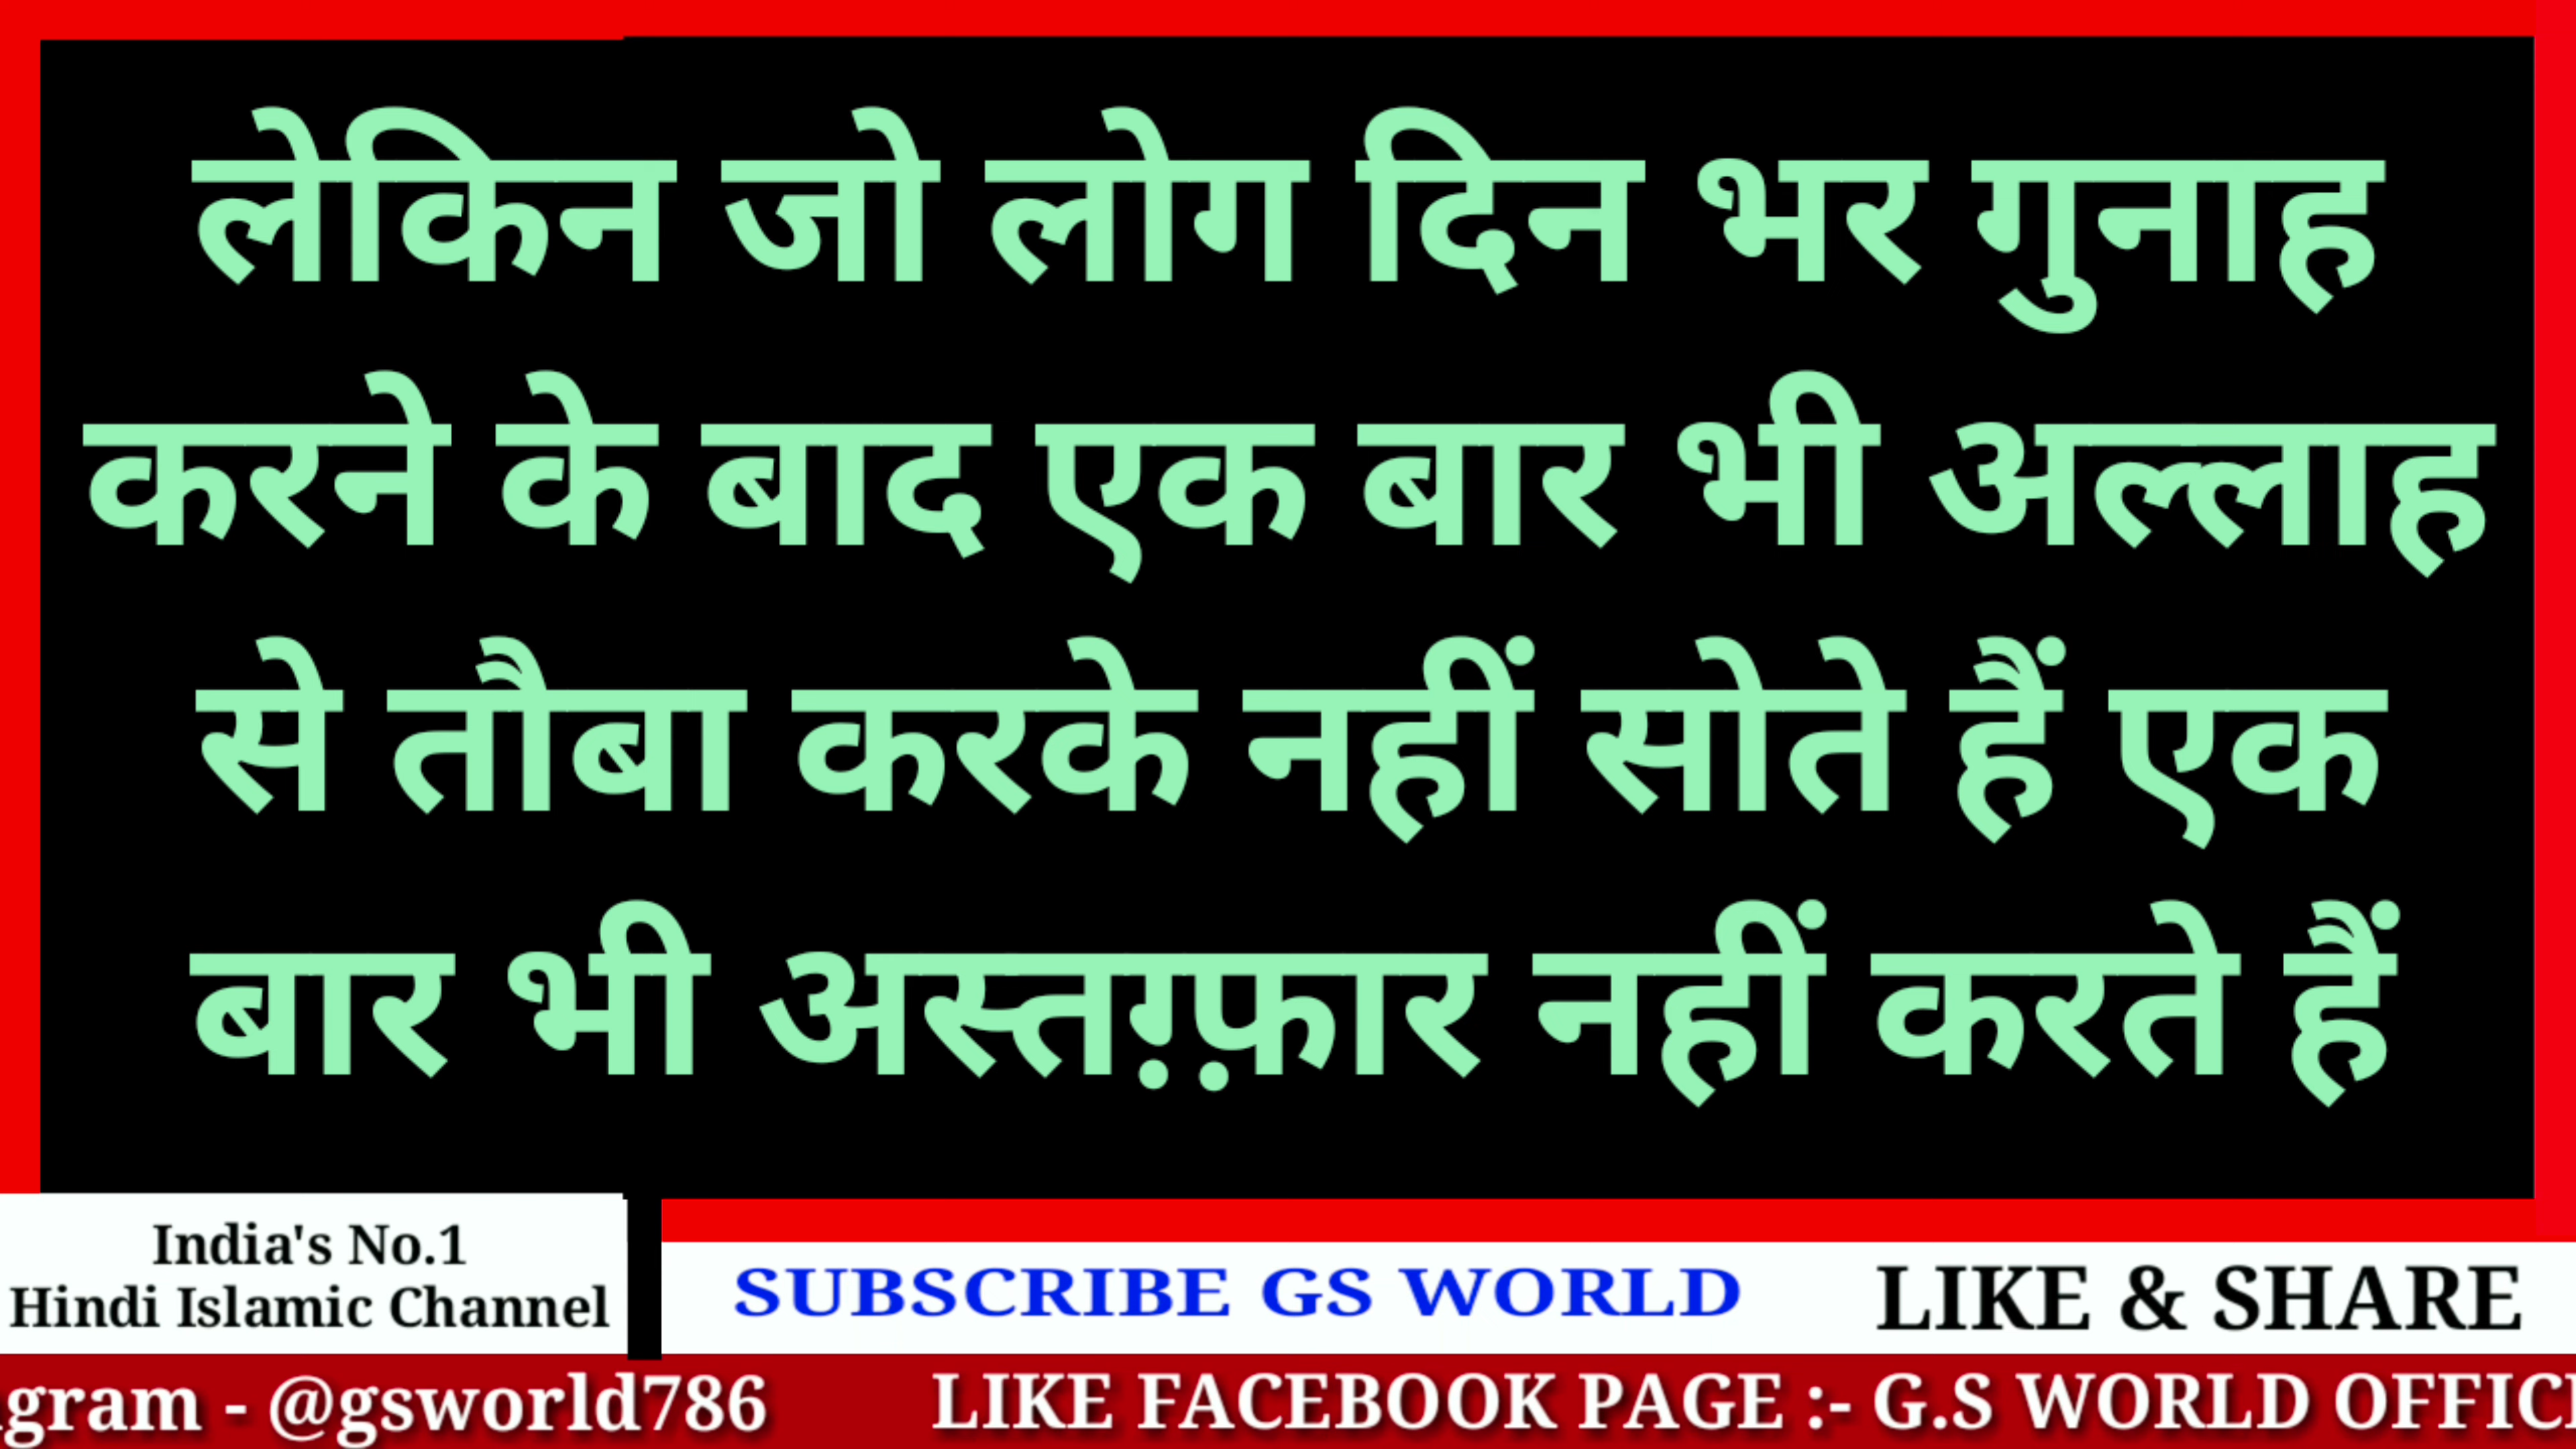 लेकिन जो लोग दिन भर गुनाह
करने के बाद एक बार भी अल्लाह
से तौबा करके नहीं सोते हैं एक
बार भी अस्तग़्फ़ार नहीं करते हैं
India's No.1
Hindi Islamic Channel
SUBSCRIBE GS WORLD LIKE & SHARE
gram - @gsworld786 LIKE FACEBOOK PAGE :- G.S WORLD OFFIC